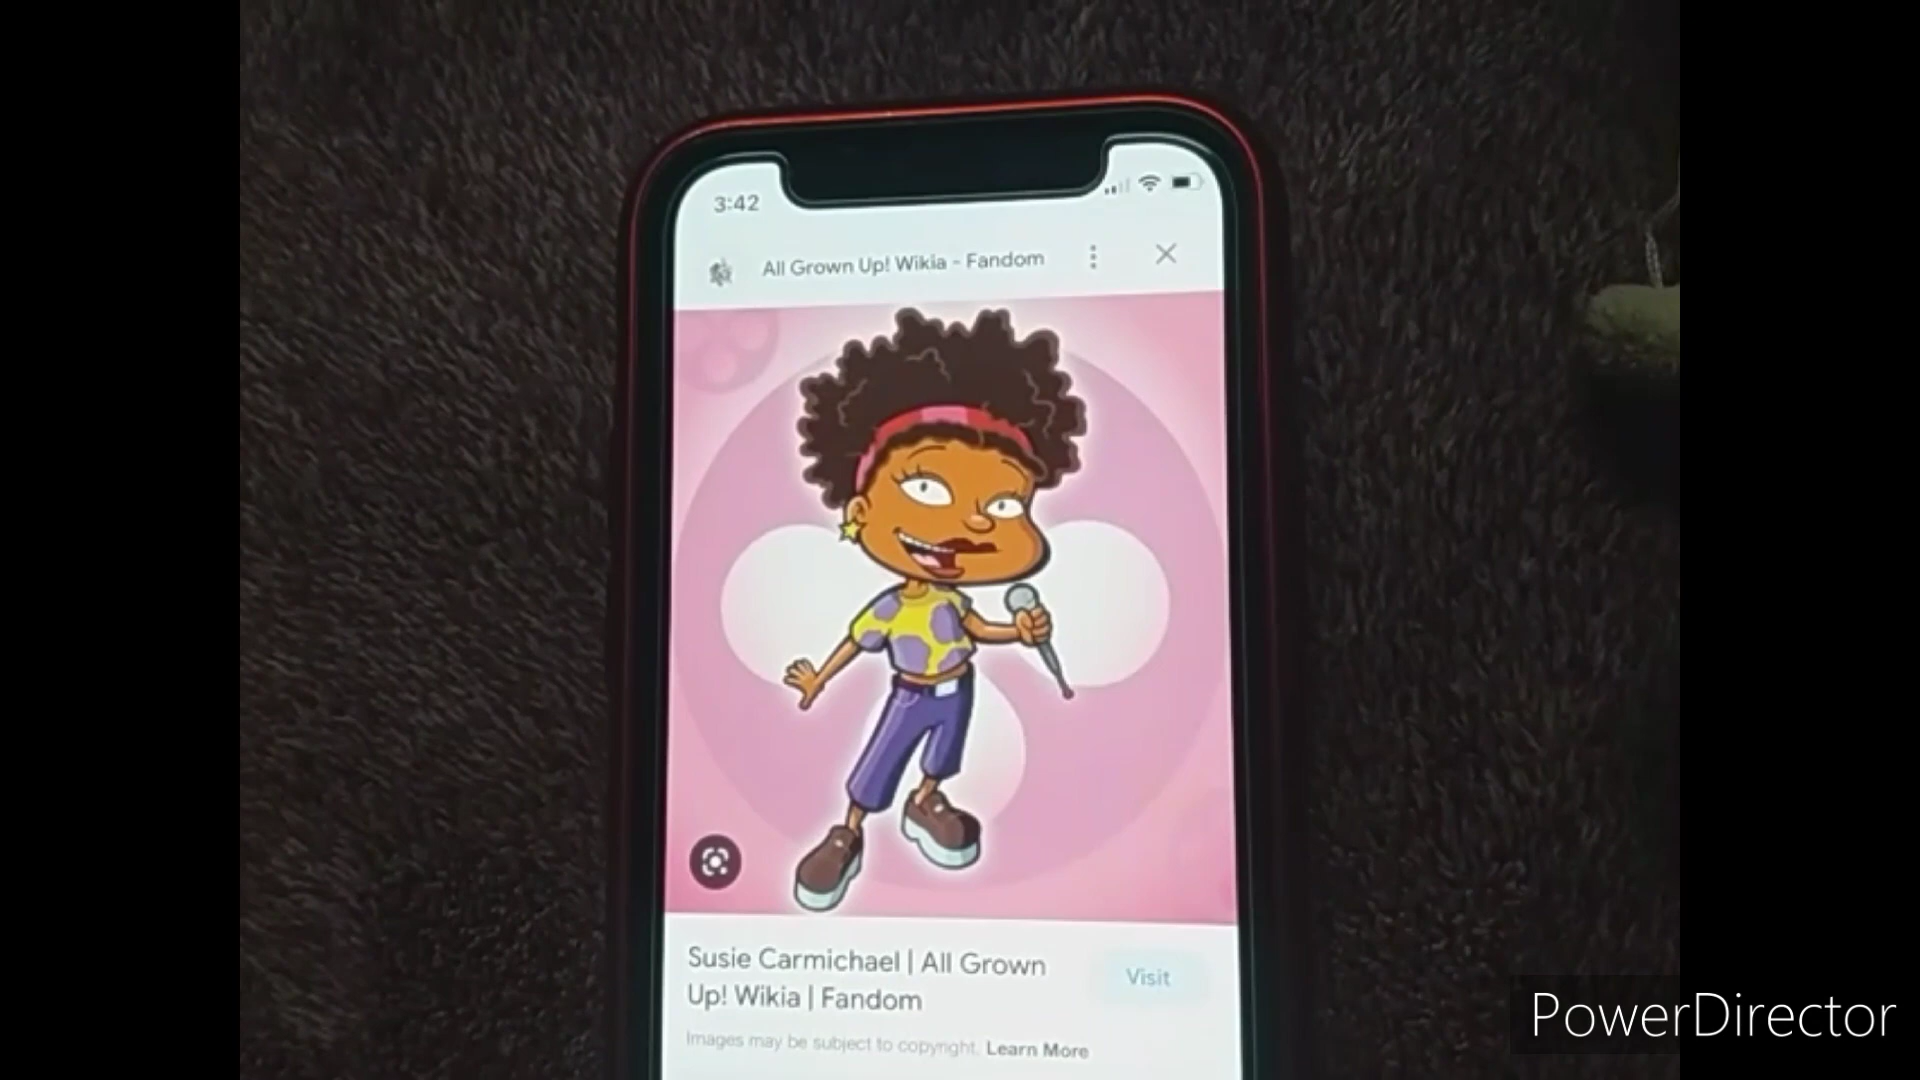 3:42
All Grown Up! Wikia - Fandom
Susie Carmichael | All Grown
Up! Wikia | Fandom
Visit
Images may be subject to copyright. Learn More
PowerDirector